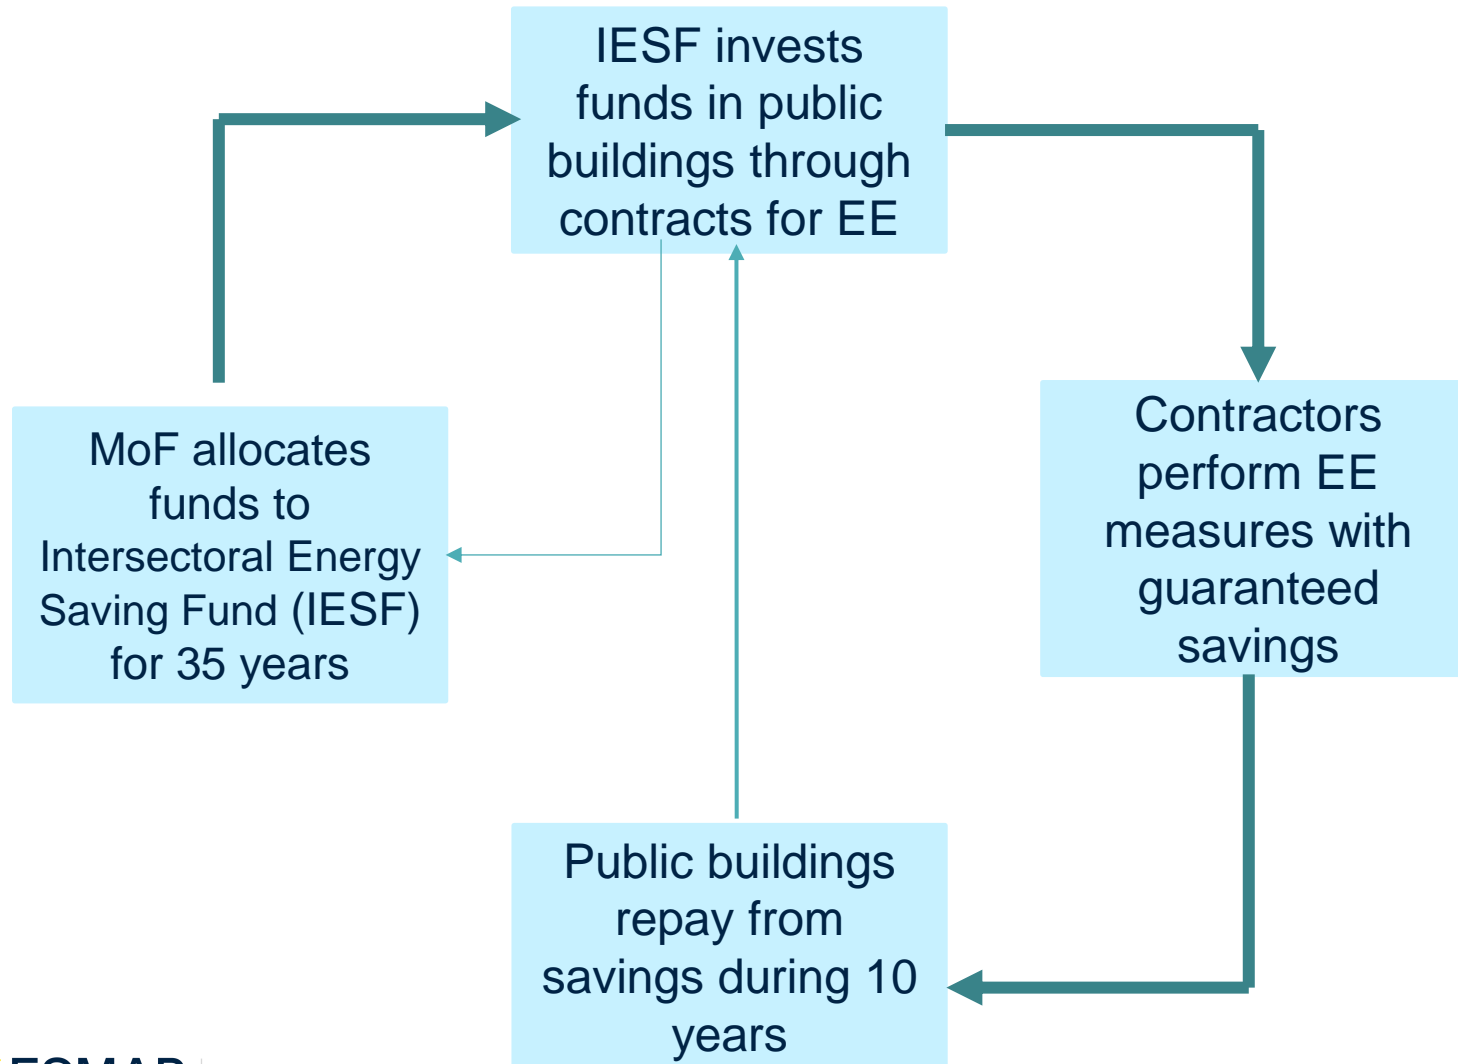 IESF invests
funds in public
buildings through
contracts for EE
MoF allocates
funds to
Intersectoral Energy
Saving Fund (IESF)
for 35 years
Contractors
perform EE
measures with
guaranteed
savings
Public buildings
repay from
savings during 10
years
ESMAP